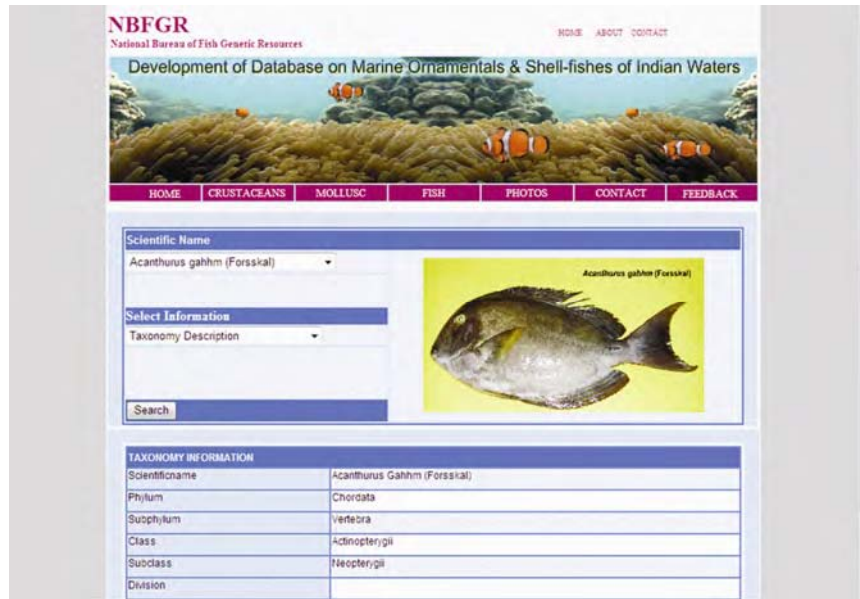 NBFGR
National Bureau of Fish Genetic Resources
HOME ABOUT CONTACT
Development of Database on Marine Ornamentals & Shell-fishes of Indian Waters
HOME CRUSTACEANS MOLLUSC FISH PHOTOS CONTACT FEEDBACK
Scientific Name
Acanthurus gahhm (Forsskal)
Acanthurus gahhm (Forsskal)
Select Information
Taxonomy Description
Search
TAXONOMY INFORMATION
Scientificname Acanthurus Gahhm (Forsskal)
Phylum Chordata
Subphylum Vertebra
Class Actinopterygii
Subclass Neopterygii
Division